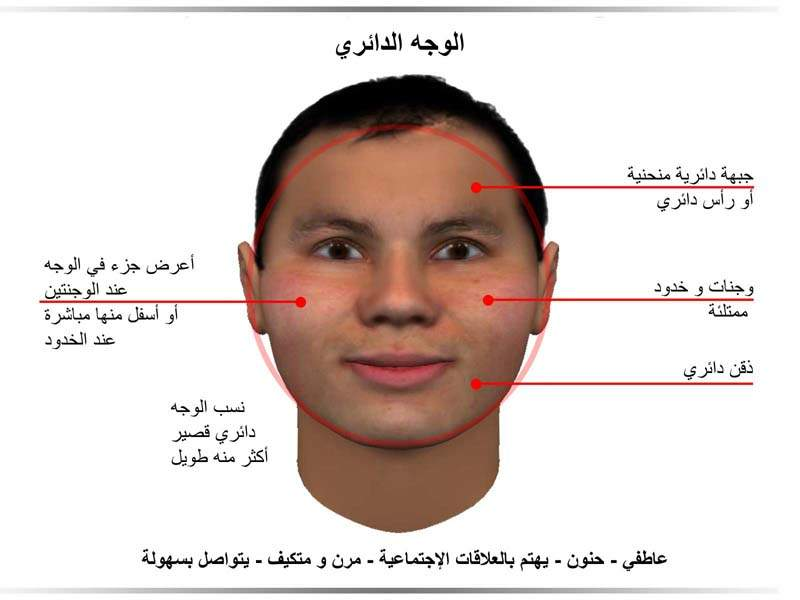 الوجه الدائري
جبهة دائرية منحنية
أو رأس دائري
وجنات و خدود
ممتلئة
ذقن دائري
أعرض جزء في الوجه
عند الوجنتين
أو أسفل منها مباشرة
عند الخدود
نسب الوجه
دائري قصير
أكثر منه طويل
عاطفي - حنون - يهتم بالعلاقات الإجتماعية - مرن و متكيف - يتواصل بسهولة